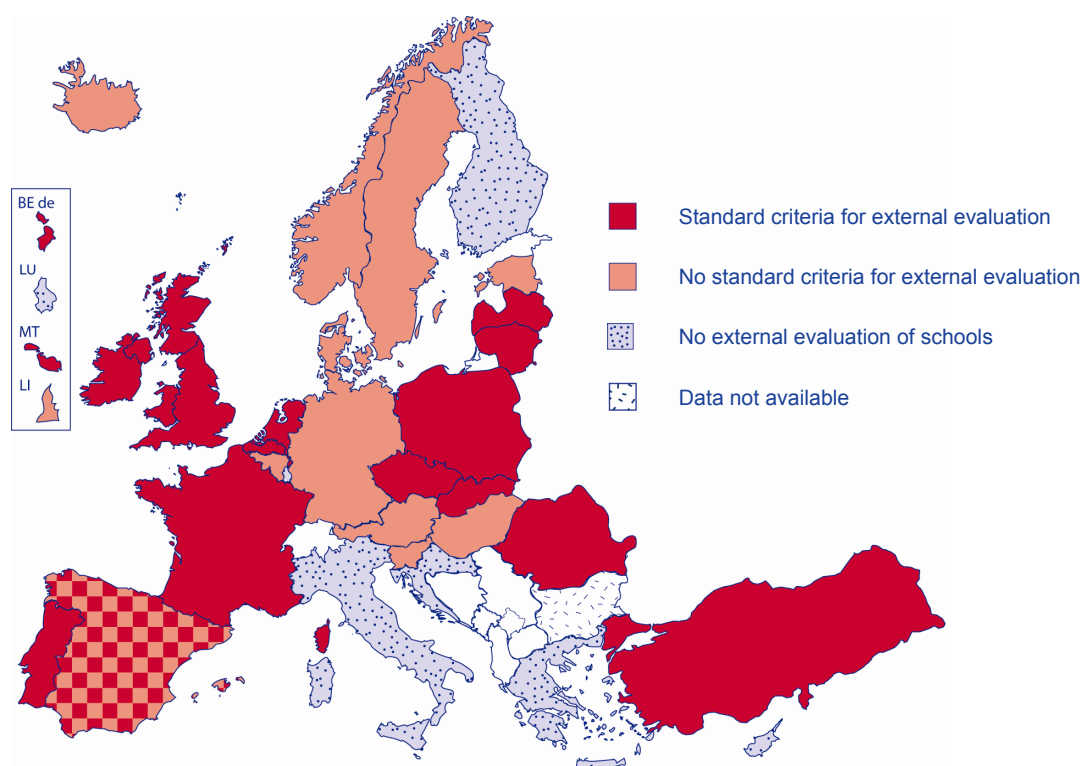 BE de
LU
MT
LI
Standard criteria for external evaluation
No standard criteria for external evaluation
No external evaluation of schools
Data not available